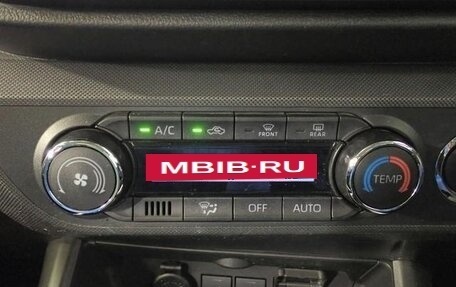 A/C
FRONT
REAR
MBIB·RU
TEMP
OFF
AUTO